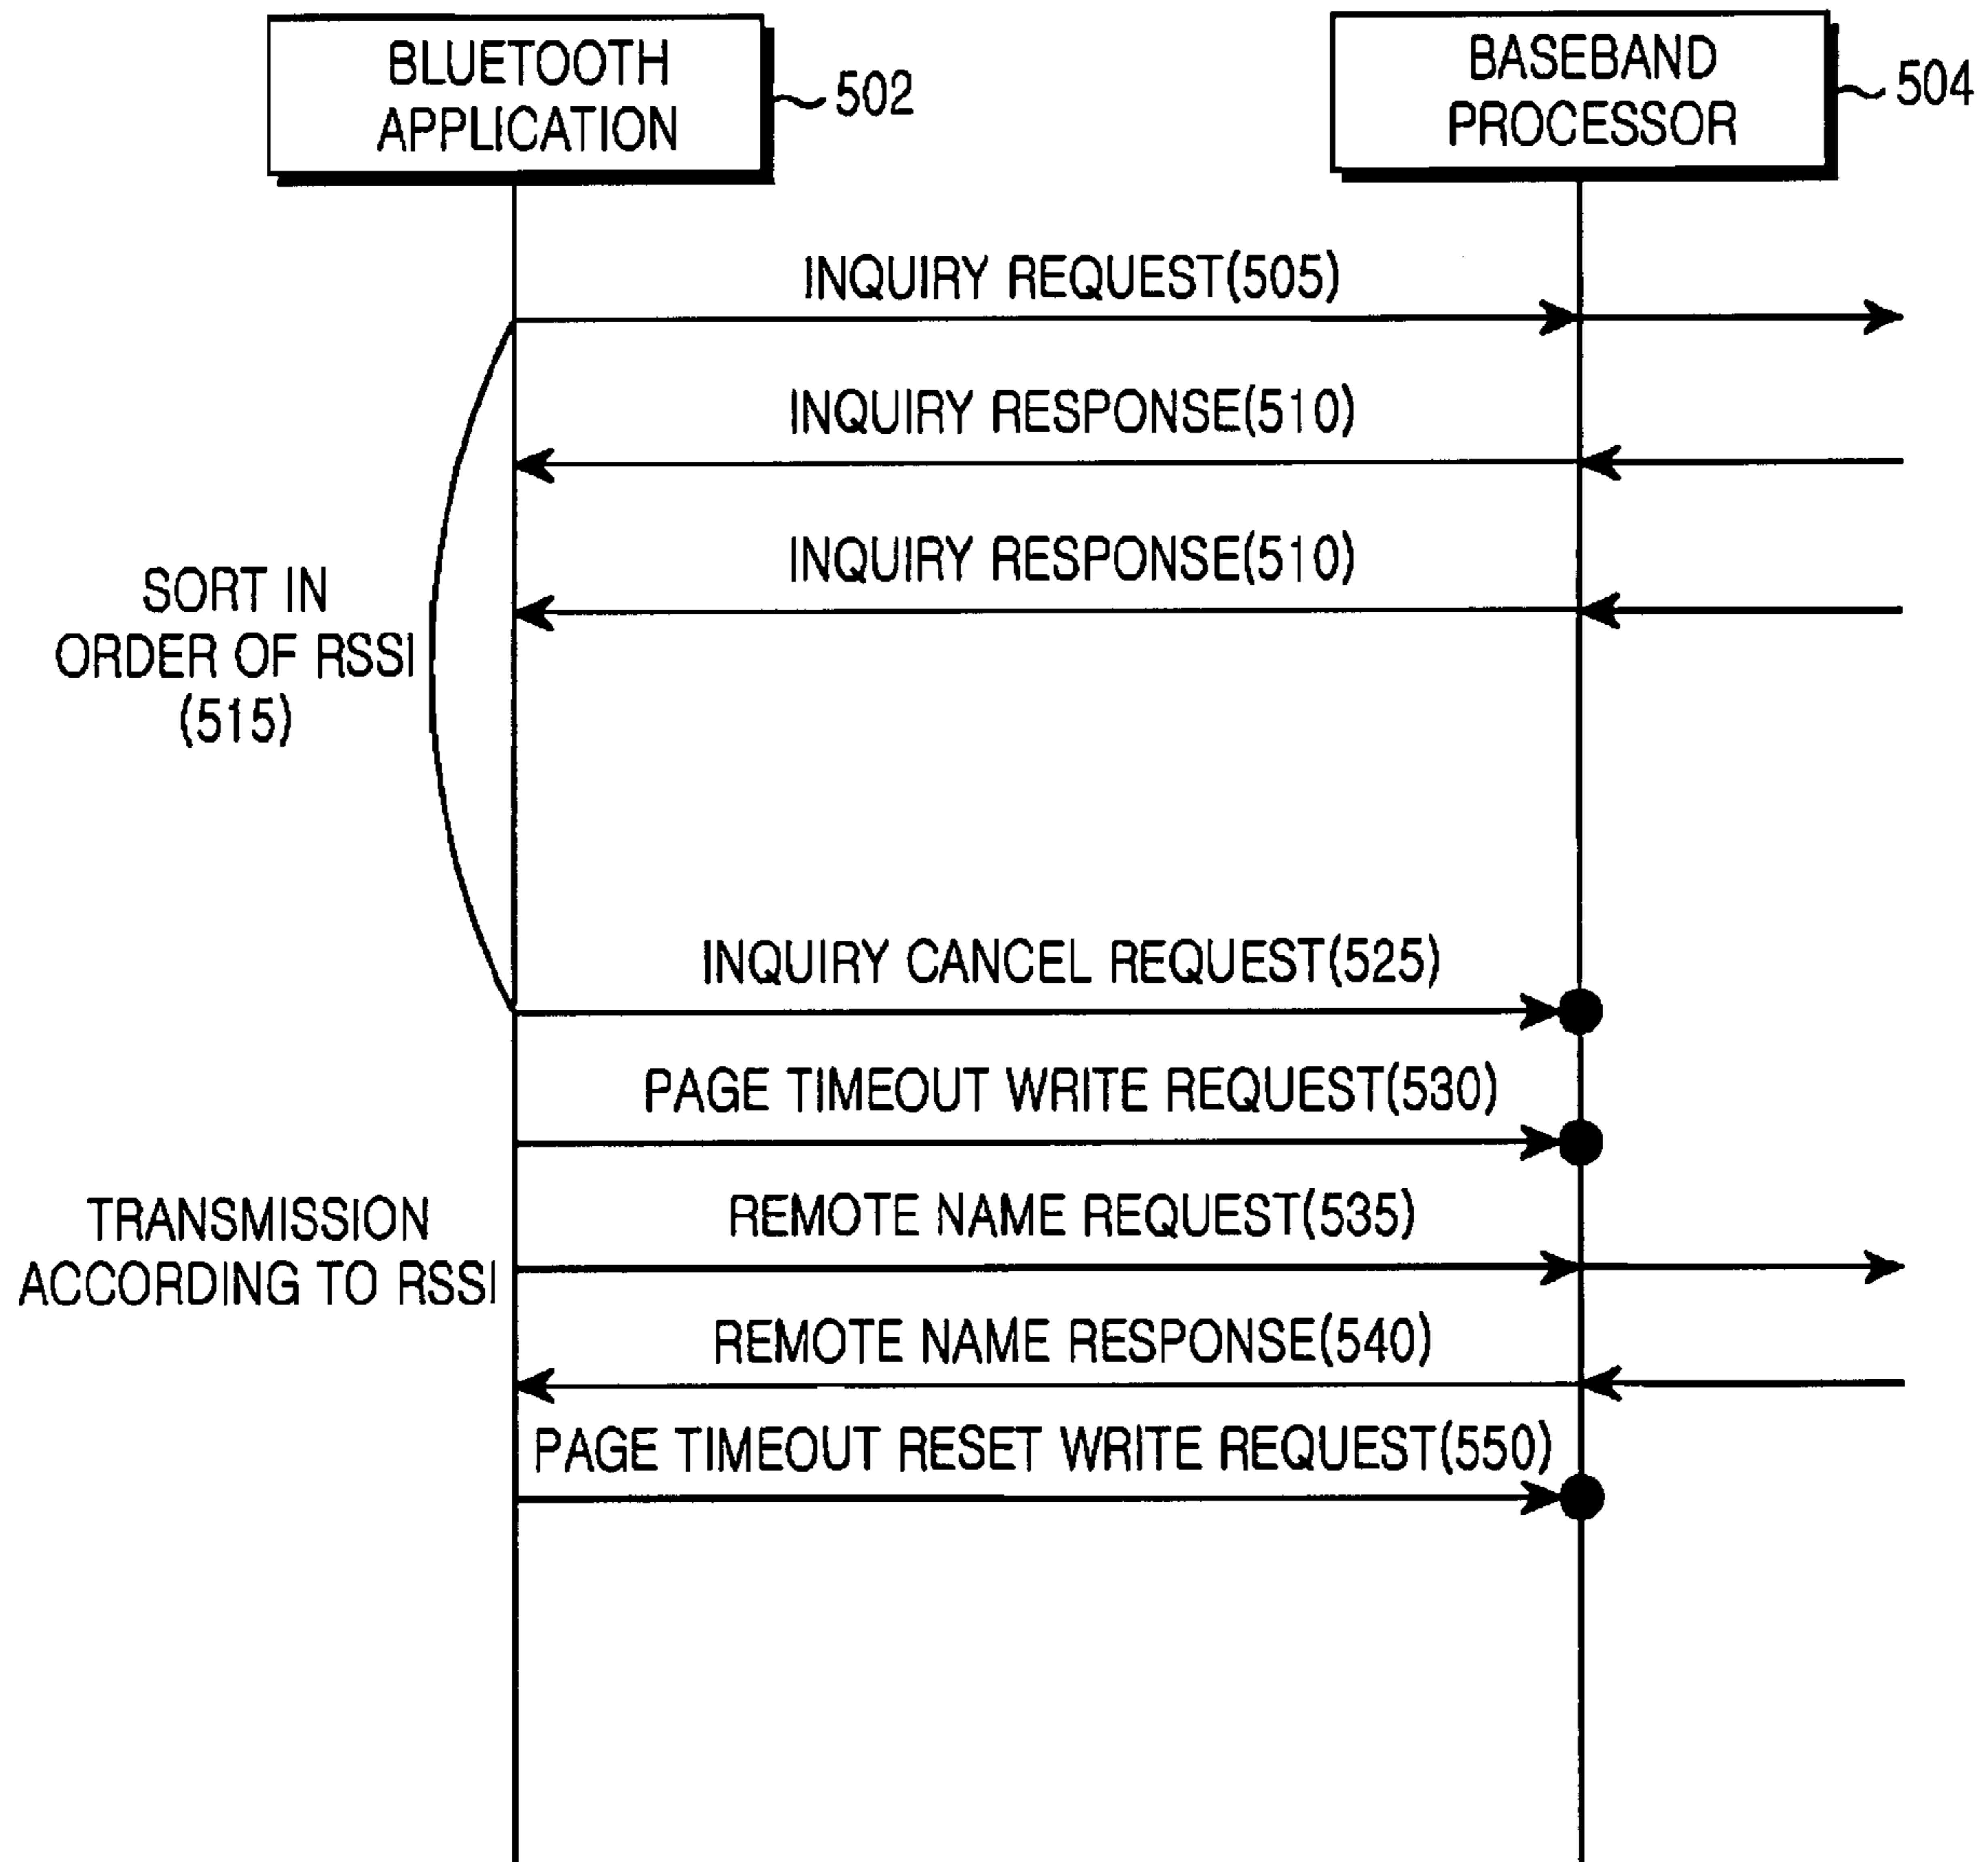 BLUETOOTH
APPLICATION
502
BASEBAND
PROCESSOR
504
INQUIRY REQUEST(505)
INQUIRY RESPONSE(510)
INQUIRY RESPONSE(510)
SORT IN
ORDER OF RSSI
(515)
INQUIRY CANCEL REQUEST(525)
PAGE TIMEOUT WRITE REQUEST(530)
REMOTE NAME REQUEST(535)
TRANSMISSION
ACCORDING TO RSSI
REMOTE NAME RESPONSE(540)
PAGE TIMEOUT RESET WRITE REQUEST(550)